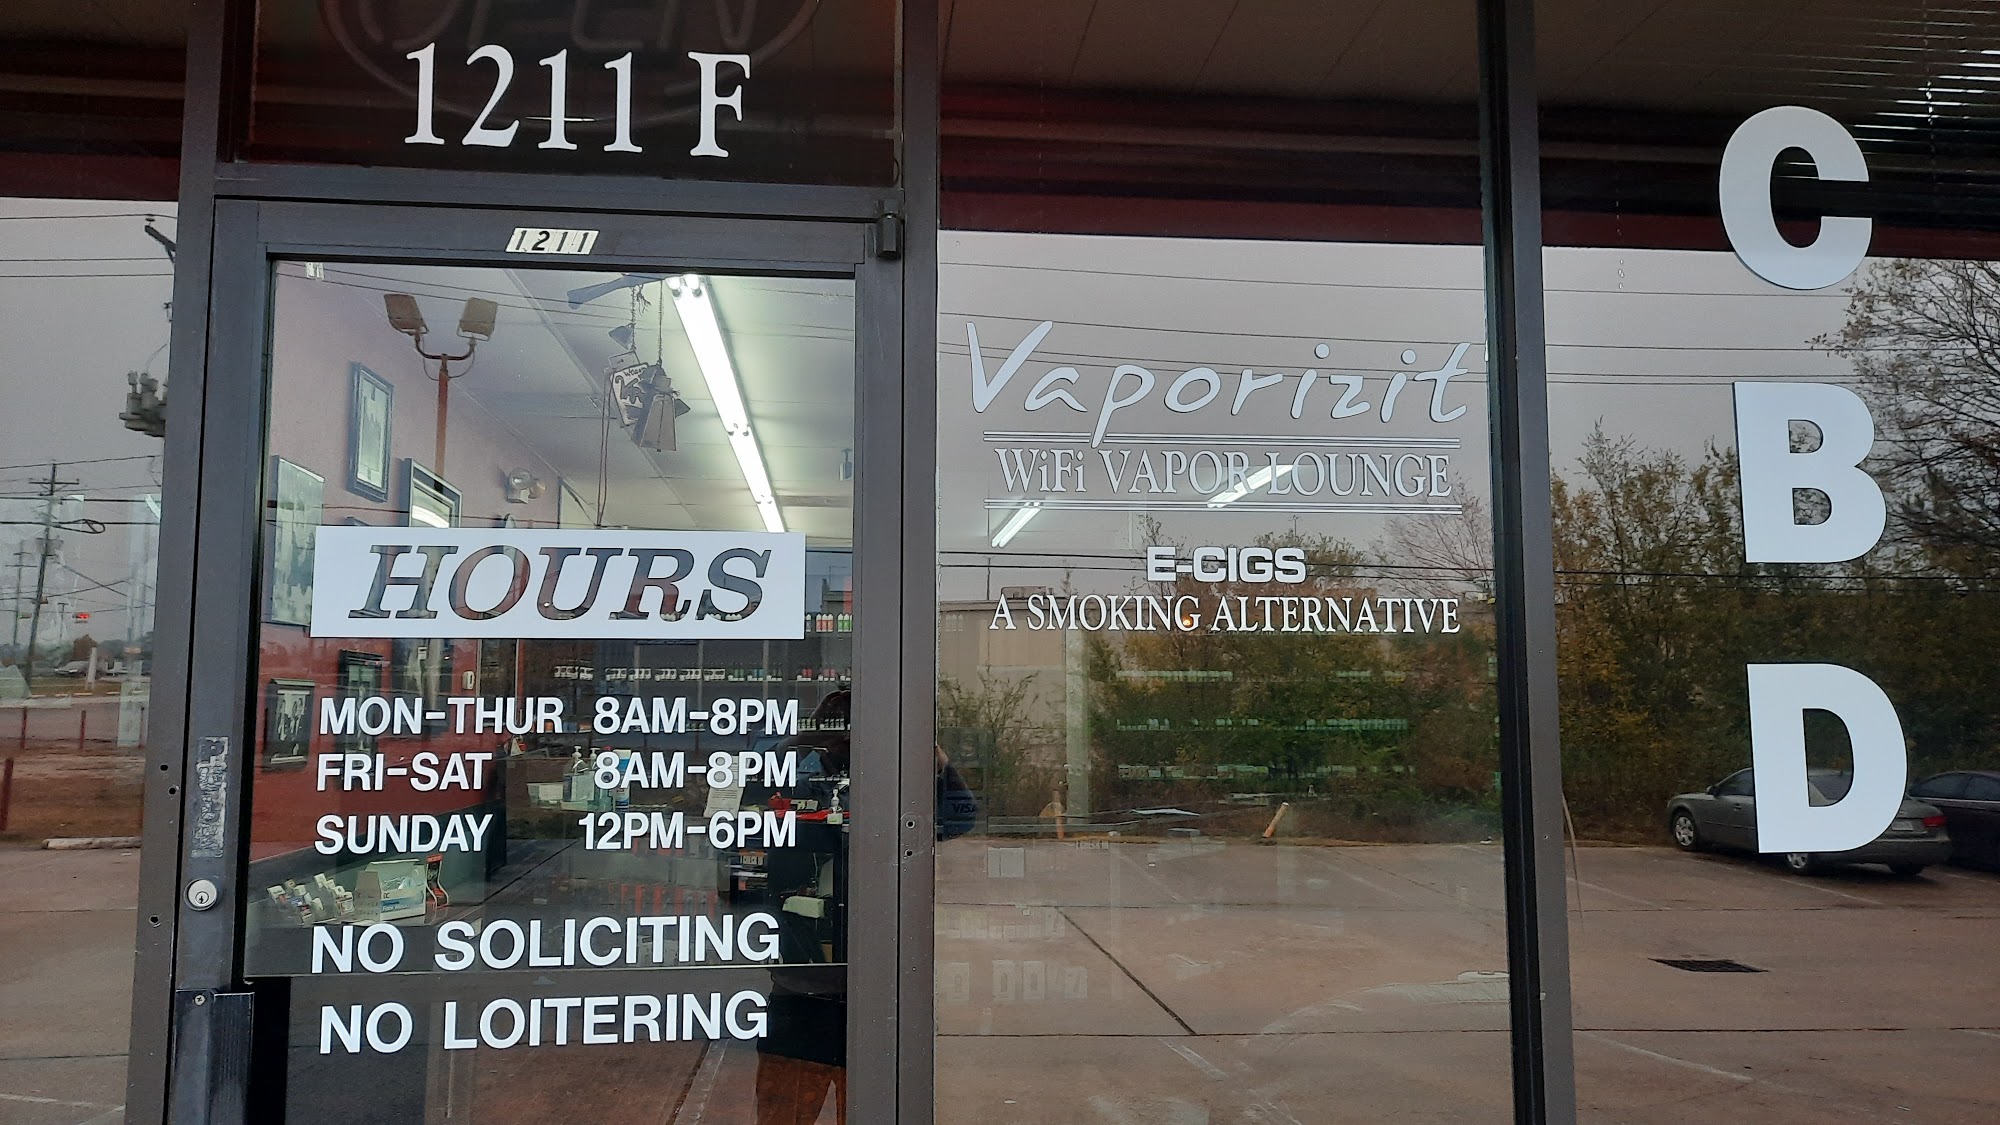 1211 F
1211
HOURS
MON-THUR 8AM-8PM
FRI-SAT 8AM-8PM
SUNDAY 12PM-6PM
NO SOLICITING
NO LOITERING
Vaporizit
WiFi VAPOR LOUNGE
E-CIGS
A SMOKING ALTERNATIVE
CBD